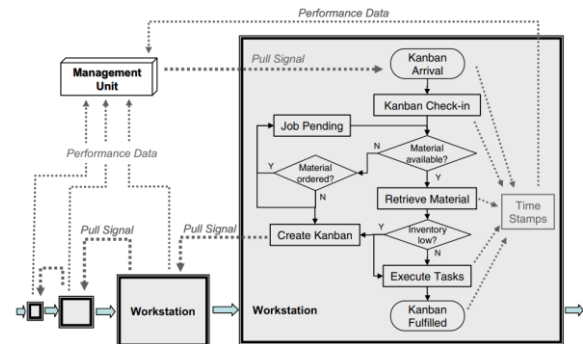 Performance Data
Pull Signal
Management
Unit
Kanban
Arrival
Kanban Check-in
Job Pending
Material
available?
N
Performance Data
Material
ordered?
Y
N
Y
Retrieve Material
Time
Stamps
Pull Signal
Pull Signal
Create Kanban
Y
Inventory
low?
N
Execute Tasks
Workstation
Workstation
Kanban
Fulfilled